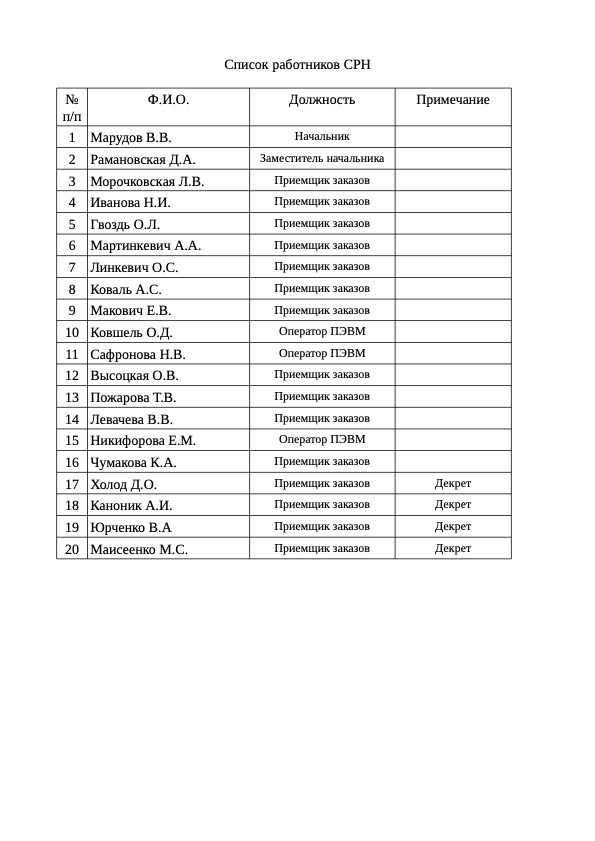 Список работников СРН
№ Ф.И.О. Должность Примечание
п/п
1 Марудов В.В. Начальник
2 Рамановская Д.А. Заместитель начальника
3 Морочковская Л.В. Приемщик заказов
4 Иванова Н.И. Приемщик заказов
5 Гвоздь О.Л. Приемщик заказов
6 Мартинкевич А.А. Приемщик заказов
7 Линкевич О.С. Приемщик заказов
8 Коваль А.С. Приемщик заказов
9 Макович Е.В. Приемщик заказов
10 Ковшель О.Д. Оператор ПЭВМ
11 Сафронова Н.В. Оператор ПЭВМ
12 Высоцкая О.В. Приемщик заказов
13 Пожарова Т.В. Приемщик заказов
14 Левачева В.В. Приемщик заказов
15 Никифорова Е.М. Оператор ПЭВМ
16 Чумакова К.А. Приемщик заказов
17 Холод Д.О. Приемщик заказов Декрет
18 Каноник А.И. Приемщик заказов Декрет
19 Юрченко В.А Приемщик заказов Декрет
20 Маисеенко М.С. Приемщик заказов Декрет